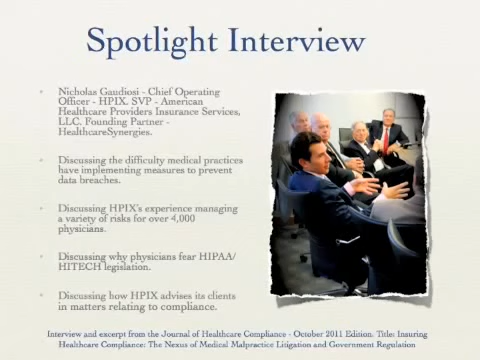 Spotlight Interview
• Nicholas Gaudiosi - Chief Operating
Officer - HPIX. SVP - American
Healthcare Providers Insurance Services,
LLC. Founding Partner -
HealthcareSynergies.
• Discussing the difficulty medical practices
have implementing measures to prevent
data breaches.
• Discussing HPIX's experience managing
a variety of risks for over 4,000
physicians.
• Discussing why physicians fear HIPAA/
HITECH legislation.
• Discussing how HPIX advises its clients
in matters relating to compliance.
Interview and excerpt from the Journal of Healthcare Compliance - October 2011 Edition. Title: Insuring
Healthcare Compliance: The Nexus of Medical Malpractice Litigation and Government Regulation